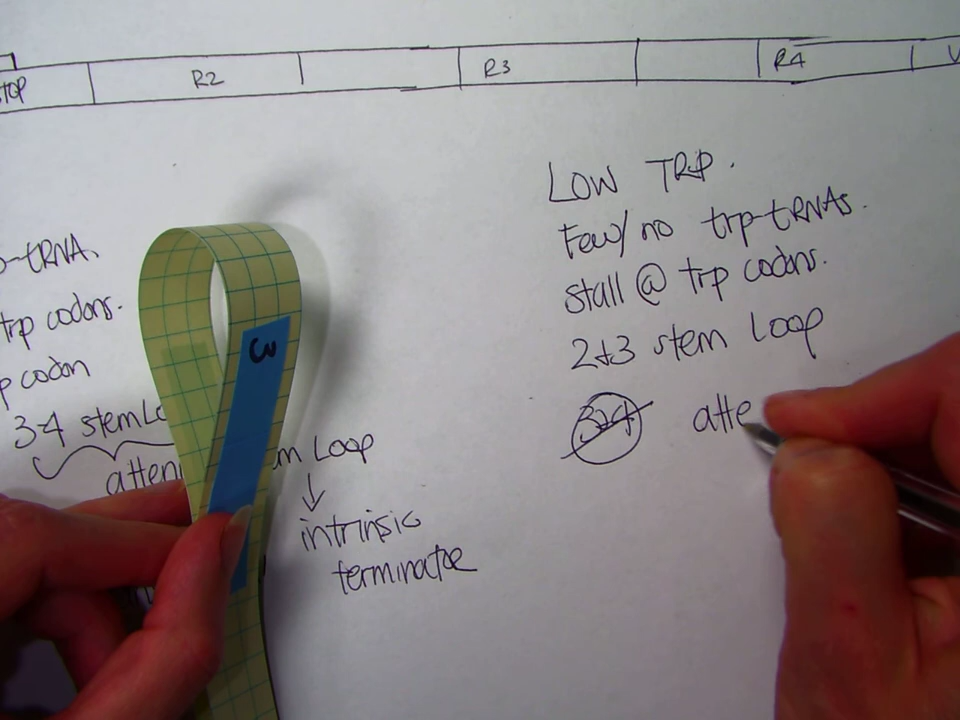 TOP R2 R3 R4 V
LOW TRP.
Few/no trp-tRNAs.
stall @ trp codons.
2+3 stem Loop
3+4 atte
-tRNA.
trp codons.
p codon
3-4 stem Lo
atten m Loop
↓
intrinsic
terminator
3